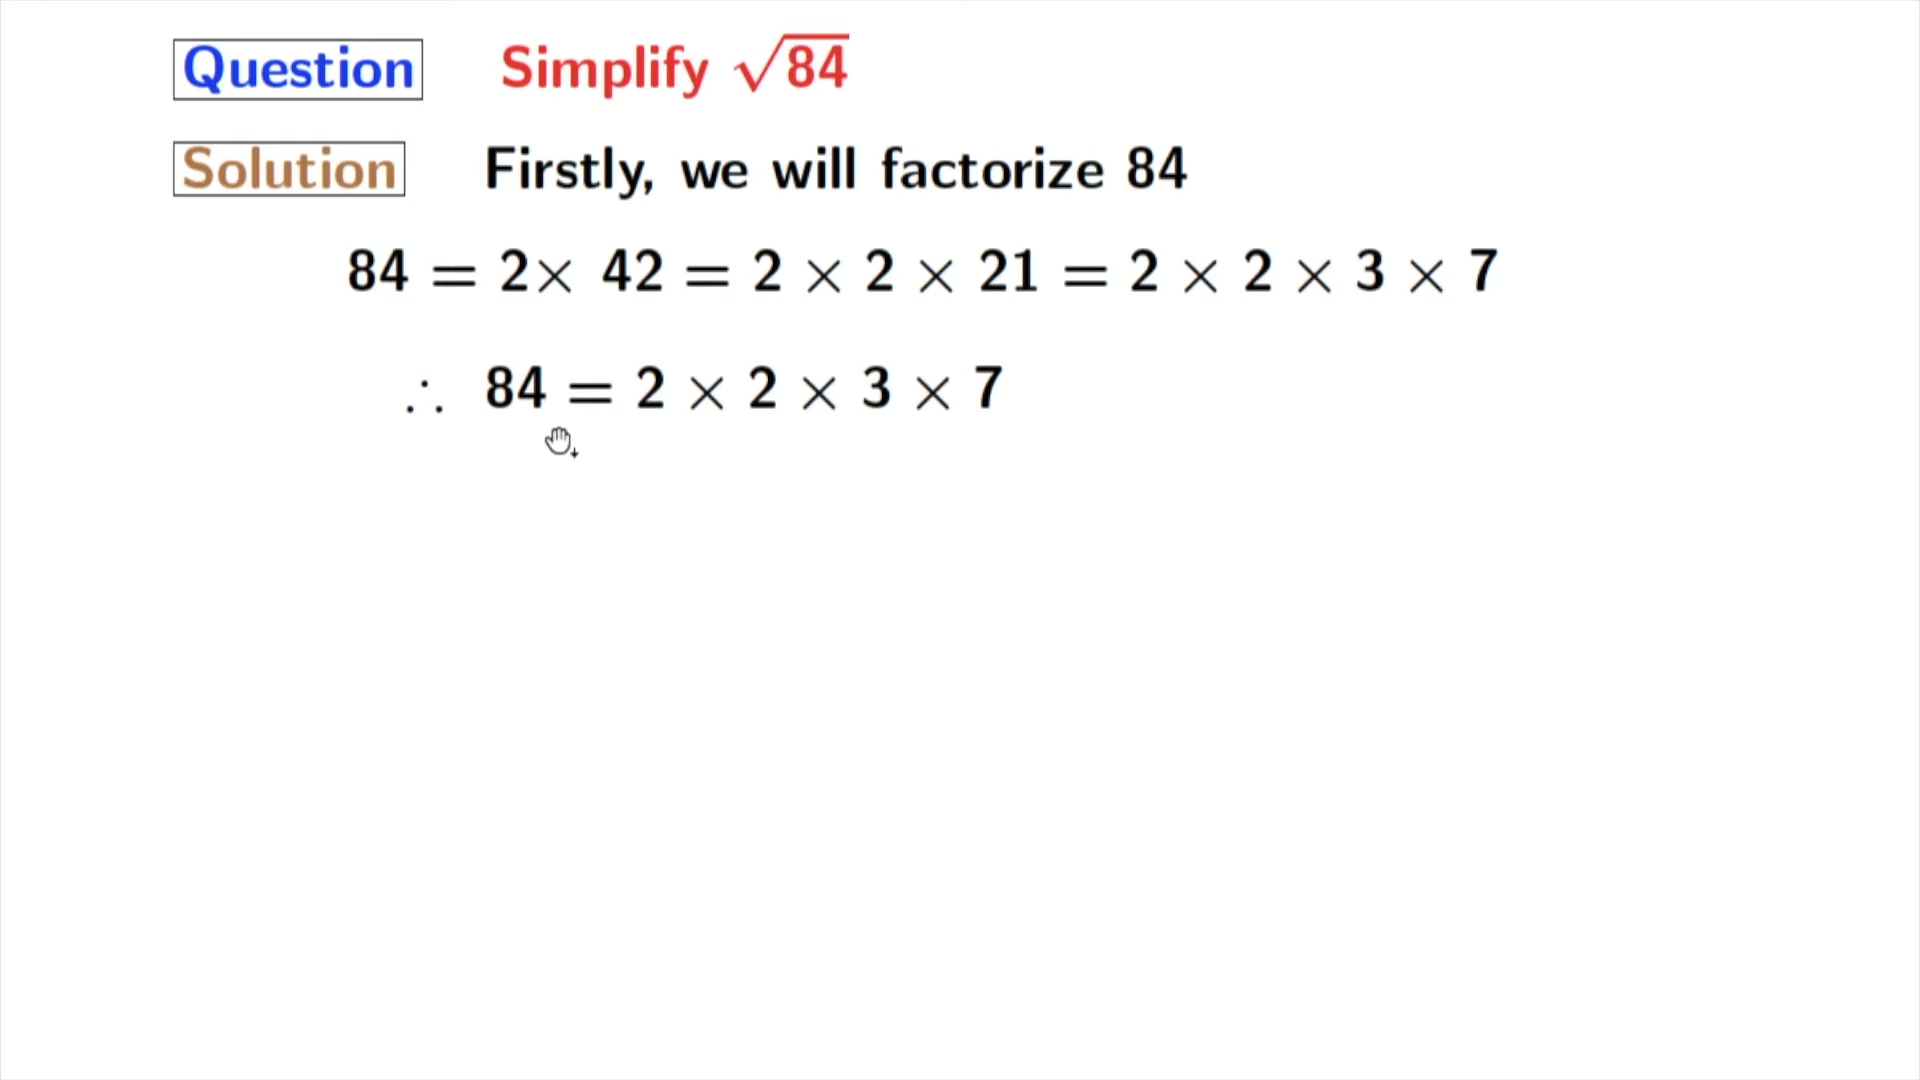 Question Simplify √84
Solution Firstly, we will factorize 84
84 = 2× 42 = 2 × 2 × 21 = 2 × 2 × 3 × 7
∴ 84 = 2 × 2 × 3 × 7